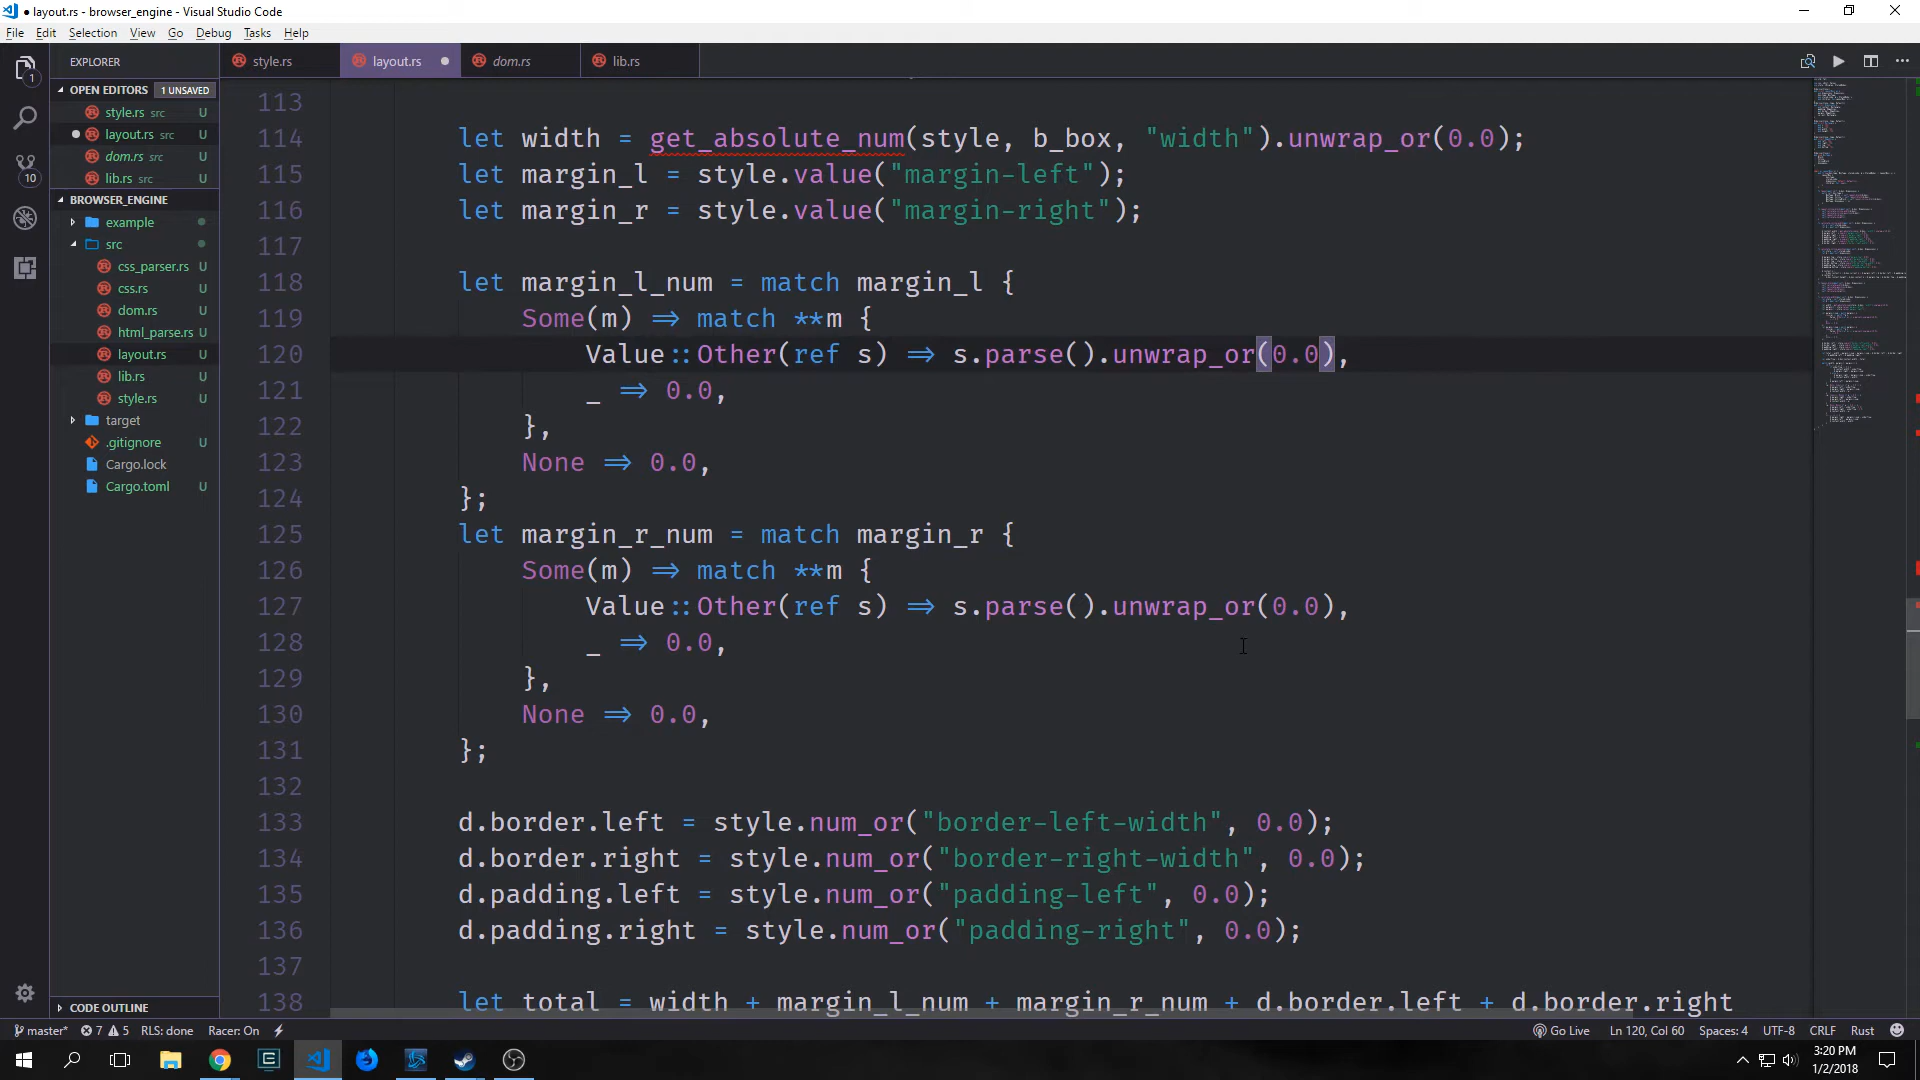 ● layout.rs - browser_engine - Visual Studio Code
File Edit Selection View Go Debug Tasks Help
EXPLORER
style.rs
layout.rs
dom.rs
lib.rs
OPEN EDITORS 1 UNSAVED
style.rs src U
layout.rs src U
dom.rs src U
lib.rs src U
BROWSER_ENGINE
example
src
css_parser.rs U
css.rs U
dom.rs U
html_parse.rs U
layout.rs U
lib.rs U
style.rs U
target
.gitignore U
Cargo.lock
Cargo.toml U
CODE OUTLINE
1
10
113
114 let width = get_absolute_num(style, b_box, "width").unwrap_or(0.0);
115 let margin_l = style.value("margin-left");
116 let margin_r = style.value("margin-right");
117
118 let margin_l_num = match margin_l {
119 Some(m) => match **m {
120 Value::Other(ref s) => s.parse().unwrap_or(0.0),
121 _ => 0.0,
122 },
123 None => 0.0,
124 };
125 let margin_r_num = match margin_r {
126 Some(m) => match **m {
127 Value::Other(ref s) => s.parse().unwrap_or(0.0),
128 _ => 0.0,
129 },
130 None => 0.0,
131 };
132
133 d.border.left = style.num_or("border-left-width", 0.0);
134 d.border.right = style.num_or("border-right-width", 0.0);
135 d.padding.left = style.num_or("padding-left", 0.0);
136 d.padding.right = style.num_or("padding-right", 0.0);
137
138 let total = width + margin_l_num + margin_r_num + d.border.left + d.border.right
master* 7 5 RLS: done Racer: On Go Live Ln 120, Col 60 Spaces: 4 UTF-8 CRLF Rust
3:20 PM
1/2/2018